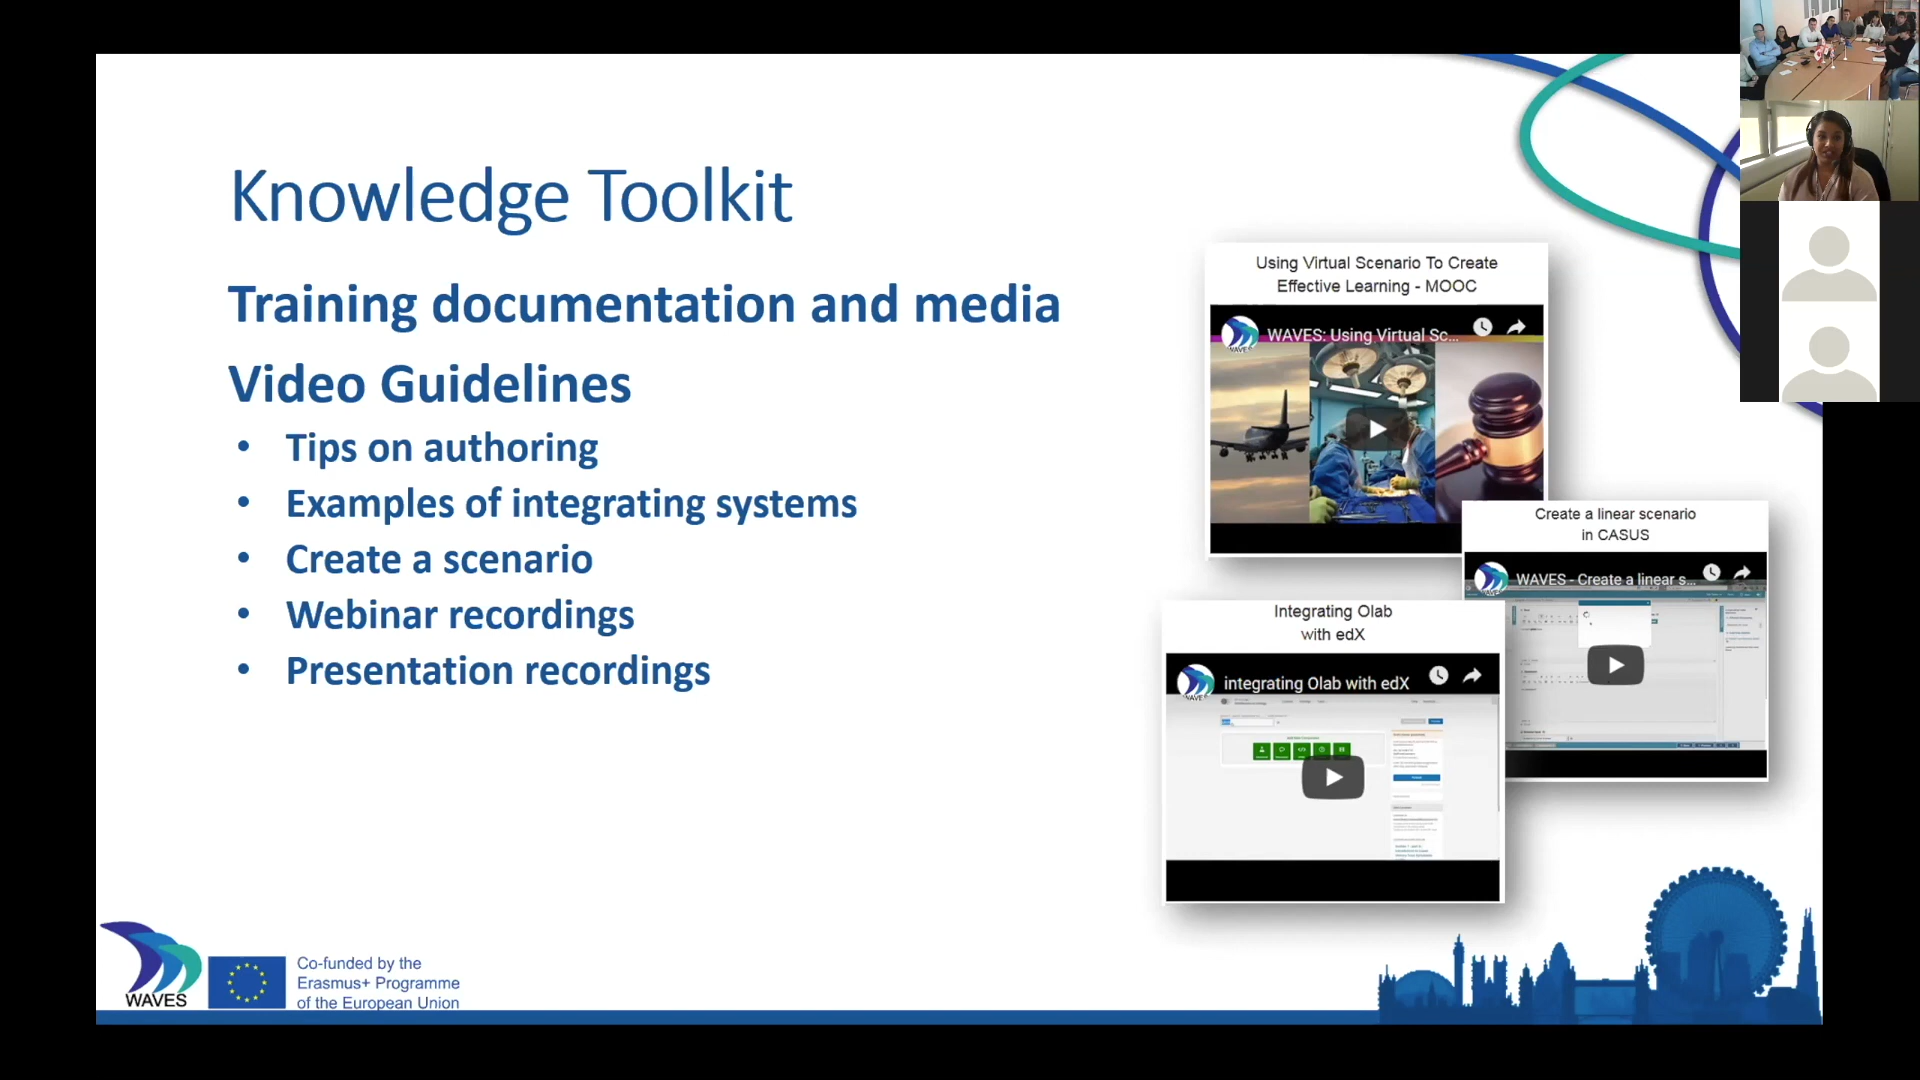 Knowledge Toolkit
Training documentation and media
Video Guidelines
• Tips on authoring
• Examples of integrating systems
• Create a scenario
• Webinar recordings
• Presentation recordings
Using Virtual Scenario To Create
Effective Learning - MOOC
WAVES: Using Virtual Sc...
WAVES
Create a linear scenario
in CASUS
WAVES - Create a linear s...
Integrating Olab
with edX
integrating Olab with edX
WAVES
WAVES
Co-funded by the
Erasmus+ Programme
of the European Union